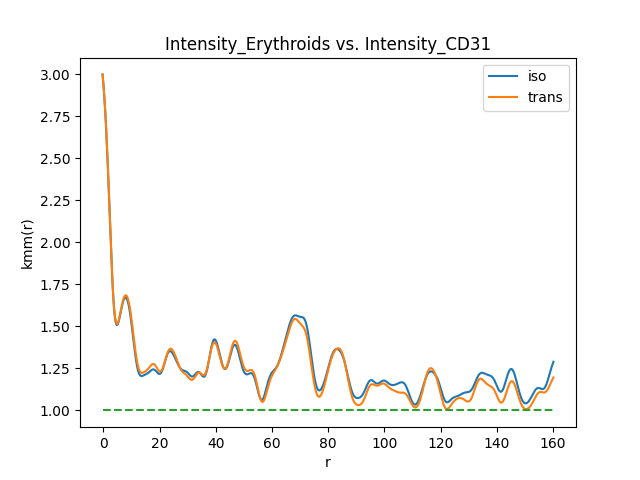 Intensity_Erythroids vs. Intensity_CD31
iso
trans
kmm(r)
3.00
2.75
2.50
2.25
2.00
1.75
1.50
1.25
1.00
0 20 40 60 80 100 120 140 160
r